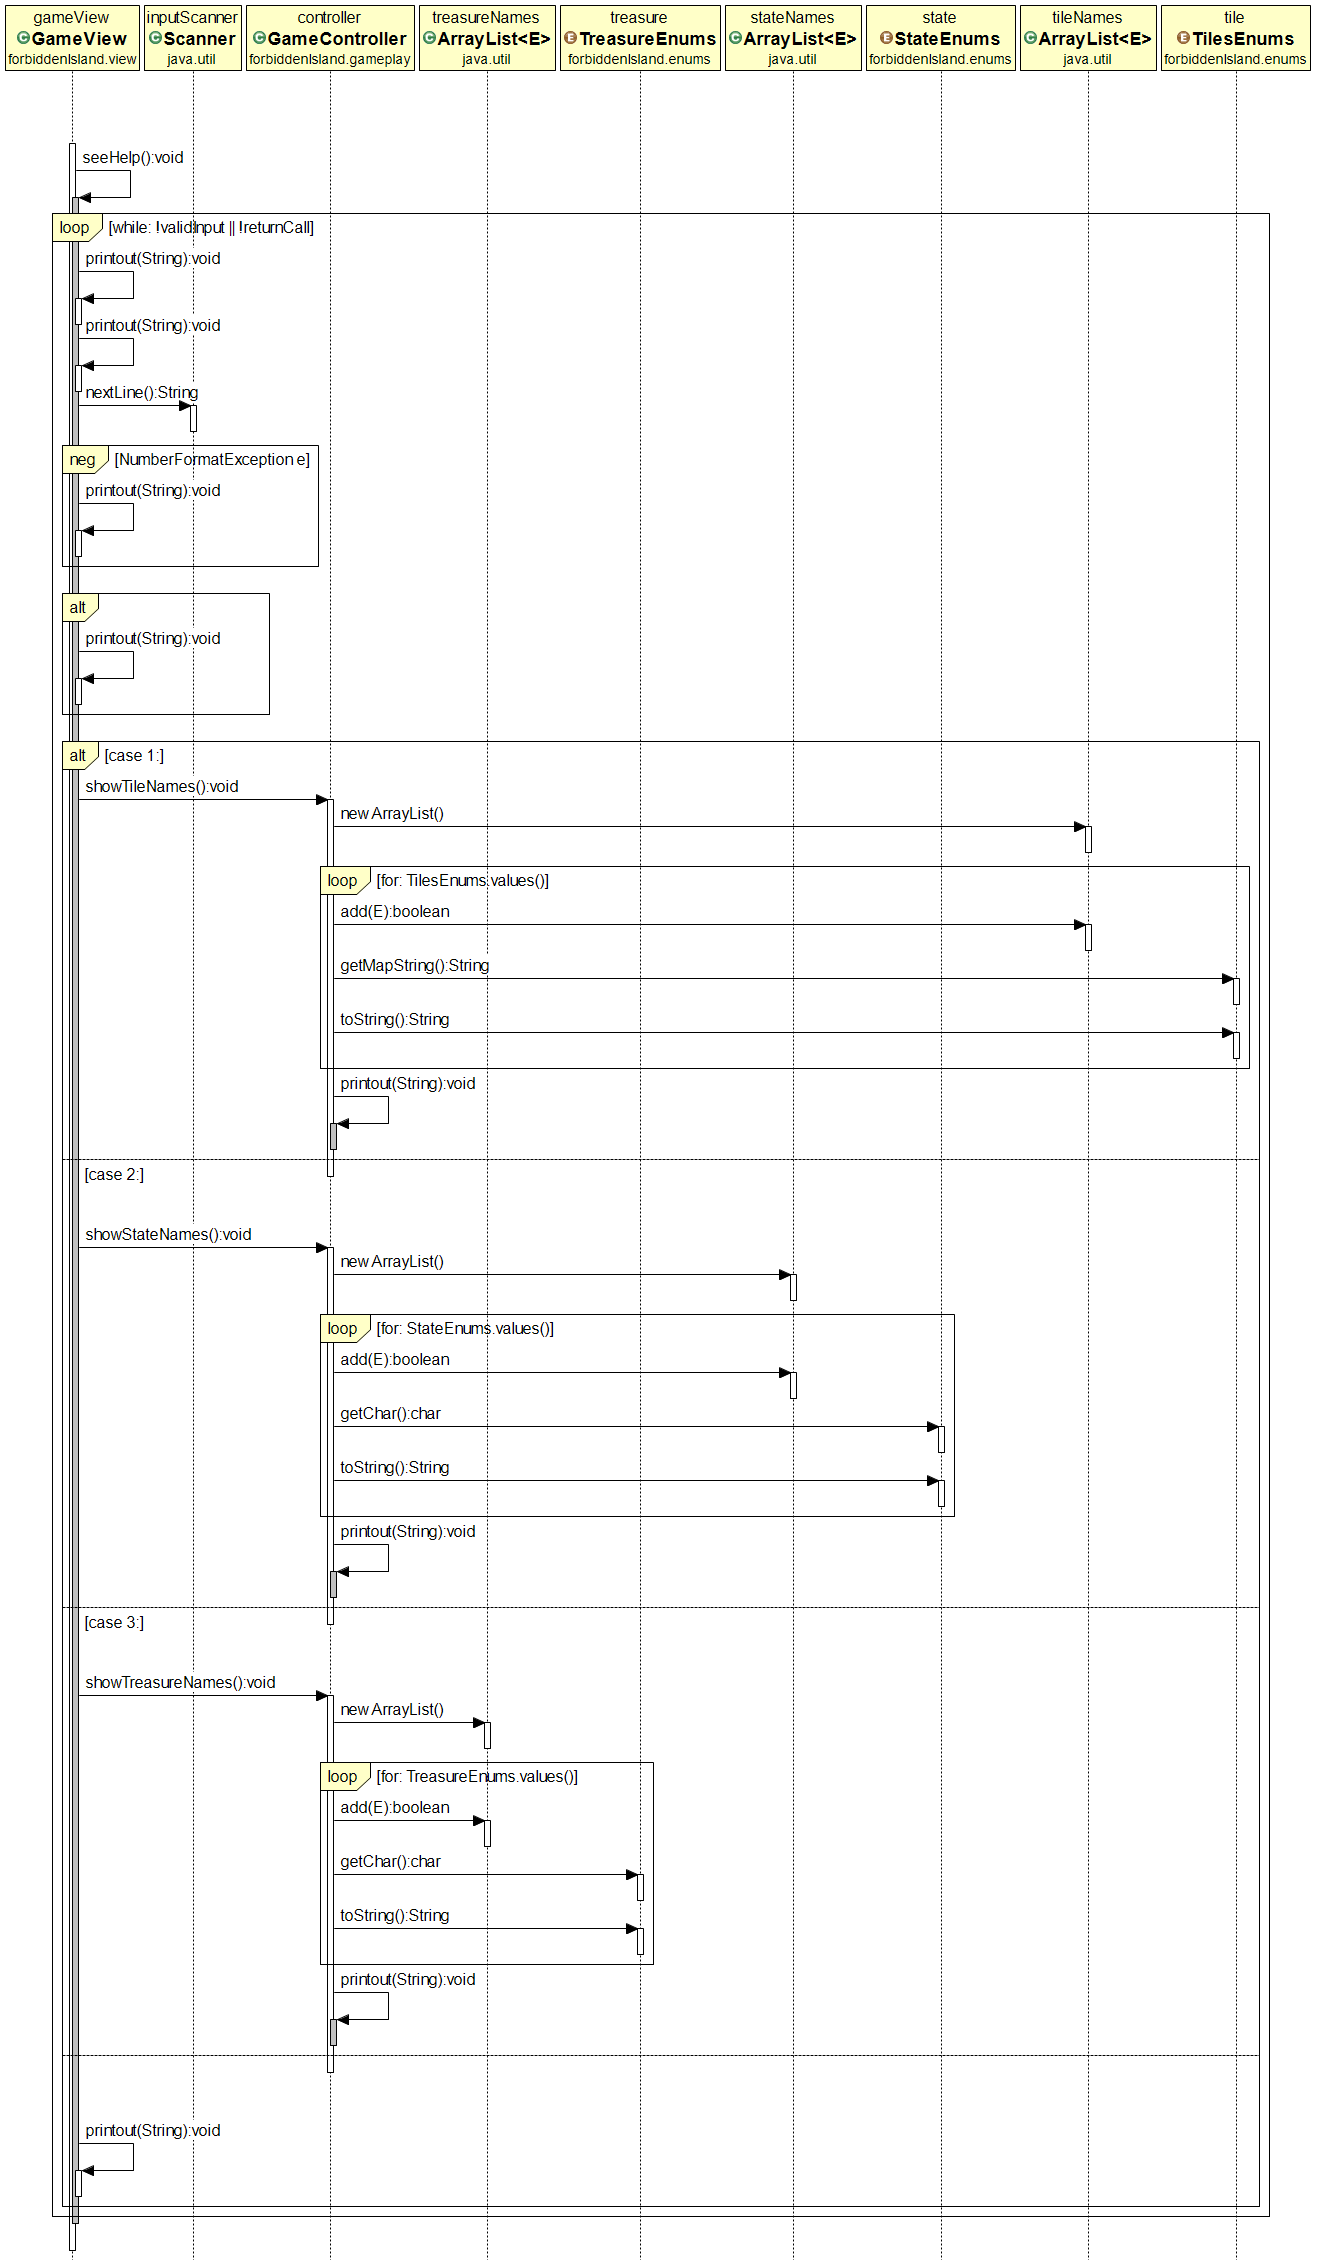 gameView
GameView
forbiddenIsland.view
inputScanner
Scanner
java.util
controller
GameController
forbiddenIsland.gameplay
treasureNames
ArrayList<E>
java.util
treasure
TreasureEnums
forbiddenIsland.enums
stateNames
ArrayList<E>
java.util
state
StateEnums
forbiddenIsland.enums
tileNames
ArrayList<E>
java.util
tile
TilesEnums
forbiddenIsland.enums
seeHelp():void
loop [while: !validInput || !returnCall]
printout(String):void
printout(String):void
nextLine():String
neg [NumberFormatException e]
printout(String):void
alt
printout(String):void
alt [case 1:]
showTileNames():void
new ArrayList()
loop [for: TilesEnums.values()]
add(E):boolean
getMapString():String
toString():String
printout(String):void
[case 2:]
showStateNames():void
new ArrayList()
loop [for: StateEnums.values()]
add(E):boolean
getChar():char
toString():String
printout(String):void
[case 3:]
showTreasureNames():void
new ArrayList()
loop [for: TreasureEnums.values()]
add(E):boolean
getChar():char
toString():String
printout(String):void
printout(String):void